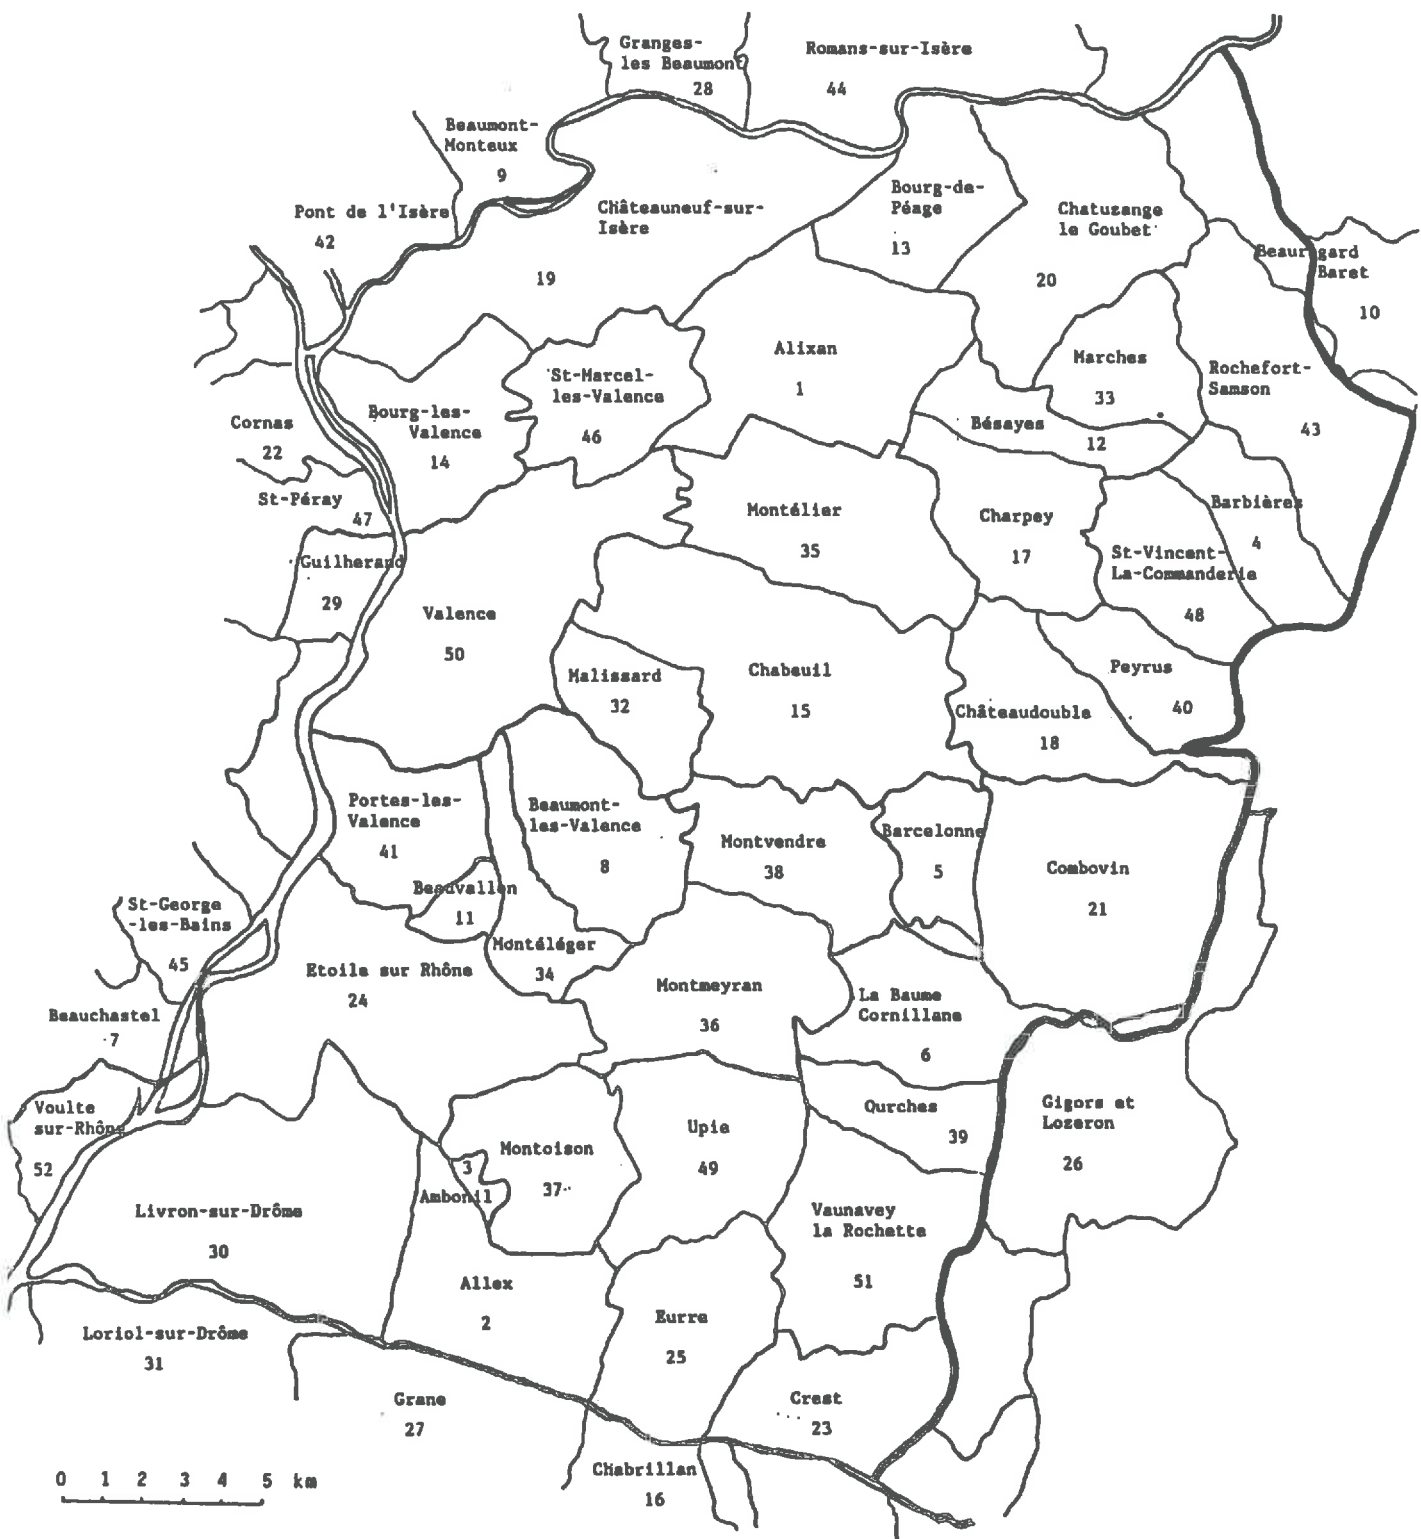 Granges-
les Beaumont
28
Romans-sur-Isère
44
Beaumont-
Monteux
9
Pont de l'Isère
42
Châteauneuf-sur-
Isère
19
Bourg-de-
Péage
13
Chatuzange
le Goubet
20
Beauregard
Baret
10
Alixan
1
Marches
33
Rochefort-
Samson
43
St-Marcel-
les-Valence
46
Bourg-les-
Valence
14
Cornas
22
Bésayes
12
St-Péray
47
Montélier
35
Charpey
17
Barbières
4
St-Vincent-
La-Commanderie
48
Guilherand
29
Valence
50
Malissard
32
Chabeuil
15
Peyrus
40
Châteaudouble
18
Portes-les-
Valence
41
Beaumont-
les-Valence
8
Montvendre
38
Barcelonne
5
Combovin
21
Beauvallon
11
St-George
-les-Bains
45
Montéléger
34
Etoile sur Rhône
24
Montmeyran
36
La Baume
Cornillane
6
Beauchastel
7
Voulte
sur-Rhône
52
Ourches
39
Gigors et
Lozeron
26
Upie
49
Montoison
37
3
Ambonil
Livron-sur-Drôme
30
Vaunavey
la Rochette
51
Allex
2
Eurre
25
Loriol-sur-Drôme
31
Grane
27
Crest
23
Chabrillan
16
0 1 2 3 4 5 km